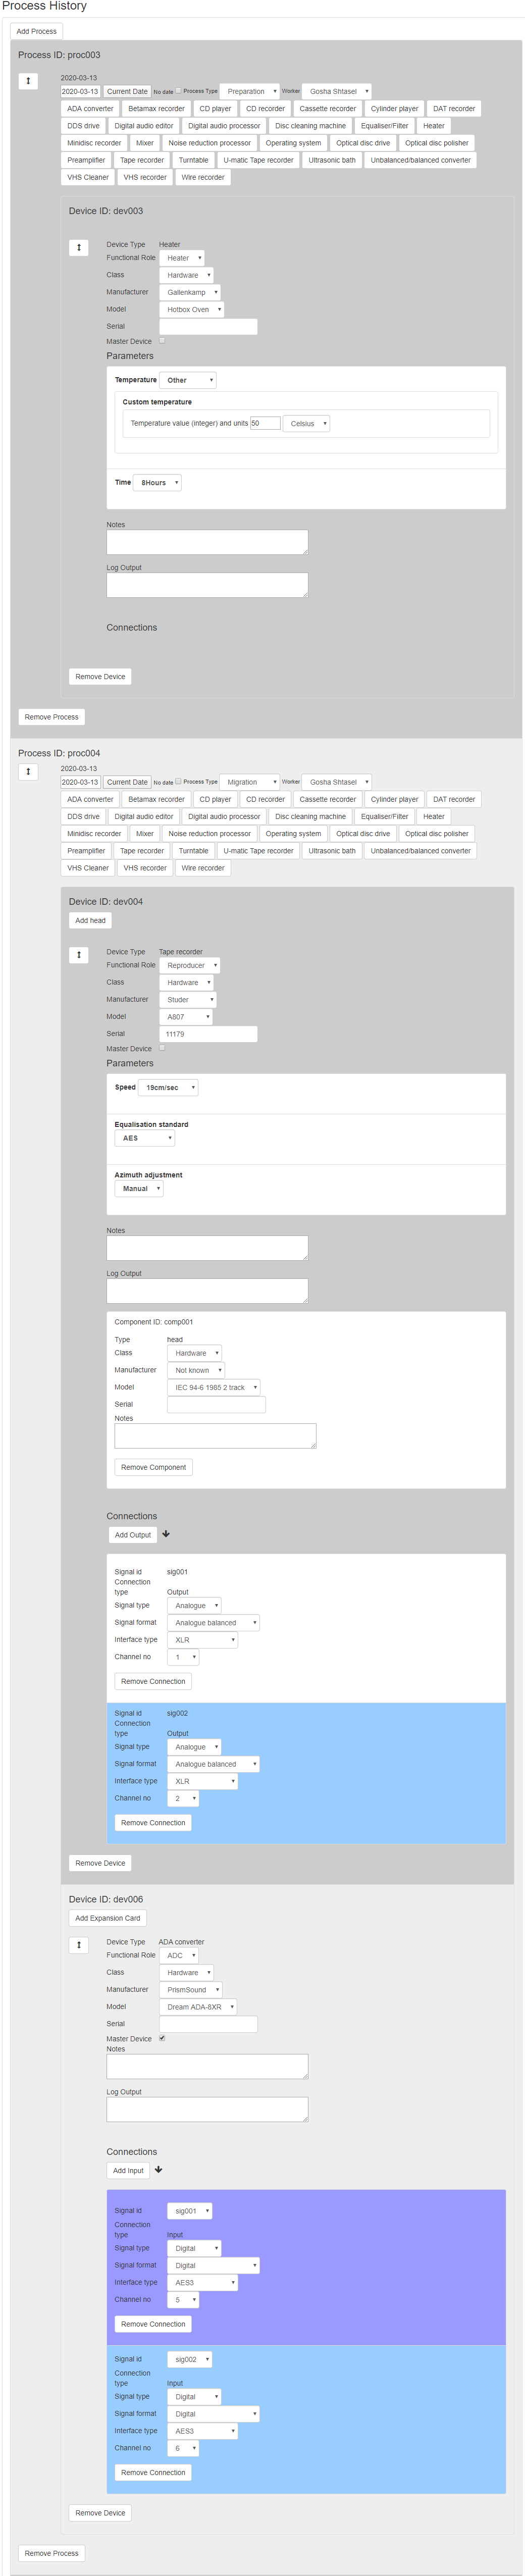 Process History
Add Process
Process ID: proc003
2020-03-13
2020-03-13 Current Date No date Process Type Preparation Worker Gosha Shtasel
ADA converter Betamax recorder CD player CD recorder Cassette recorder Cylinder player DAT recorder
DDS drive Digital audio editor Digital audio processor Disc cleaning machine Equaliser/Filter Heater
Minidisc recorder Mixer Noise reduction processor Operating system Optical disc drive Optical disc polisher
Preamplifier Tape recorder Turntable U-matic Tape recorder Ultrasonic bath Unbalanced/balanced converter
VHS Cleaner VHS recorder Wire recorder
Device ID: dev003
Device Type Heater
Functional Role Heater
Class Hardware
Manufacturer Gallenkamp
Model Hotbox Oven
Serial
Master Device
Parameters
Temperature Other
Custom temperature
Temperature value (integer) and units 50 Celsius
Time 8Hours
Notes
Log Output
Connections
Remove Device
Remove Process
Process ID: proc004
2020-03-13
2020-03-13 Current Date No date Process Type Migration Worker Gosha Shtasel
ADA converter Betamax recorder CD player CD recorder Cassette recorder Cylinder player DAT recorder
DDS drive Digital audio editor Digital audio processor Disc cleaning machine Equaliser/Filter Heater
Minidisc recorder Mixer Noise reduction processor Operating system Optical disc drive Optical disc polisher
Preamplifier Tape recorder Turntable U-matic Tape recorder Ultrasonic bath Unbalanced/balanced converter
VHS Cleaner VHS recorder Wire recorder
Device ID: dev004
Add head
Device Type Tape recorder
Functional Role Reproducer
Class Hardware
Manufacturer Studer
Model A807
Serial 11179
Master Device
Parameters
Speed 19cm/sec
Equalisation standard
AES
Azimuth adjustment
Manual
Notes
Log Output
Component ID: comp001
Type head
Class Hardware
Manufacturer Not known
Model IEC 94-6 1985 2 track
Serial
Notes
Remove Component
Connections
Add Output
Signal id sig001
Connection
type Output
Signal type Analogue
Signal format Analogue balanced
Interface type XLR
Channel no 1
Remove Connection
Signal id sig002
Connection
type Output
Signal type Analogue
Signal format Analogue balanced
Interface type XLR
Channel no 2
Remove Connection
Remove Device
Device ID: dev006
Add Expansion Card
Device Type ADA converter
Functional Role ADC
Class Hardware
Manufacturer PrismSound
Model Dream ADA-8XR
Serial
Master Device
Notes
Log Output
Connections
Add Input
Signal id sig001
Connection
type Input
Signal type Digital
Signal format Digital
Interface type AES3
Channel no 5
Remove Connection
Signal id sig002
Connection
type Input
Signal type Digital
Signal format Digital
Interface type AES3
Channel no 6
Remove Connection
Remove Device
Remove Process